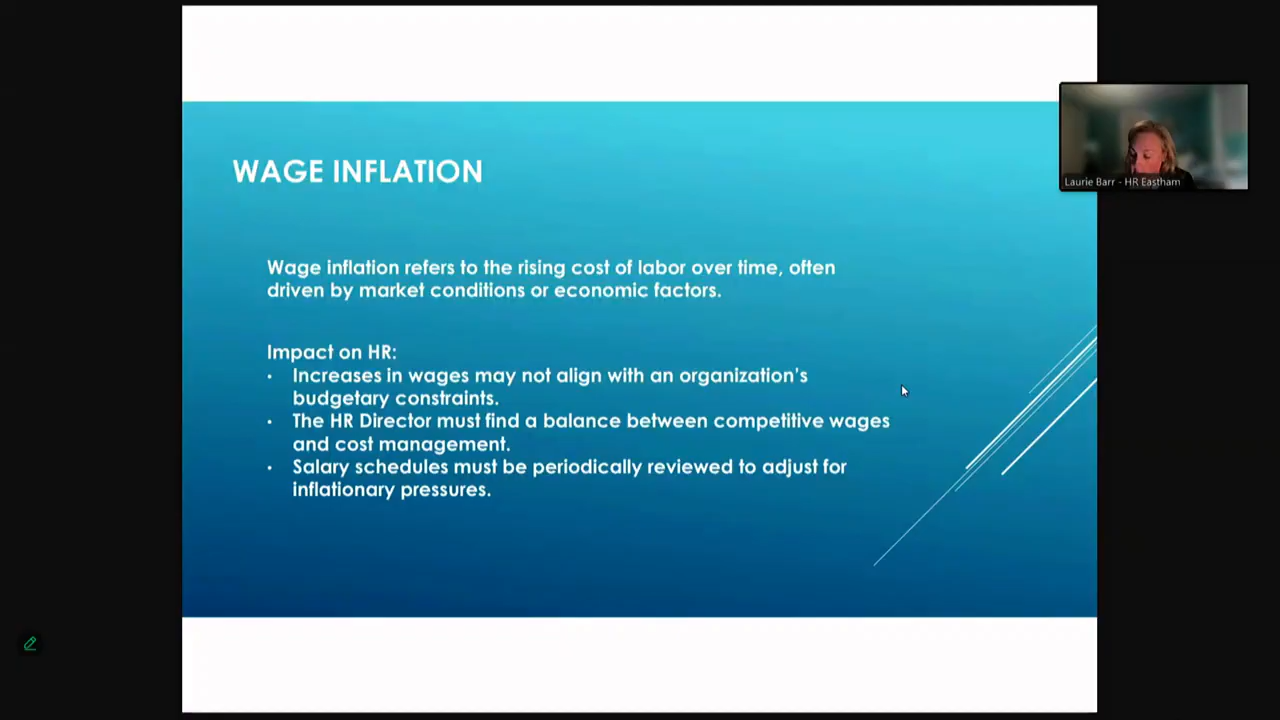 WAGE INFLATION
Laurie Barr - HR Eastham
Wage inflation refers to the rising cost of labor over time, often
driven by market conditions or economic factors.
Impact on HR:
• Increases in wages may not align with an organization's
budgetary constraints.
• The HR Director must find a balance between competitive wages
and cost management.
• Salary schedules must be periodically reviewed to adjust for
inflationary pressures.